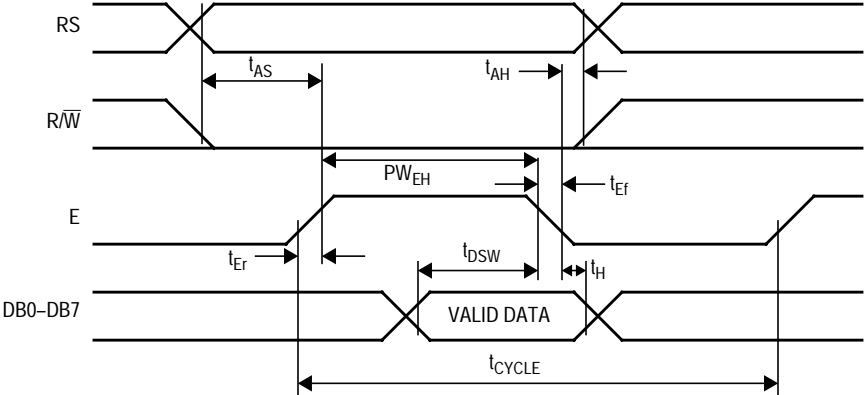 RS
tAS
tAH
R/W̅
PWEH
tEf
E
tEr
tDSW
tH
DB0–DB7
VALID DATA
tCYCLE